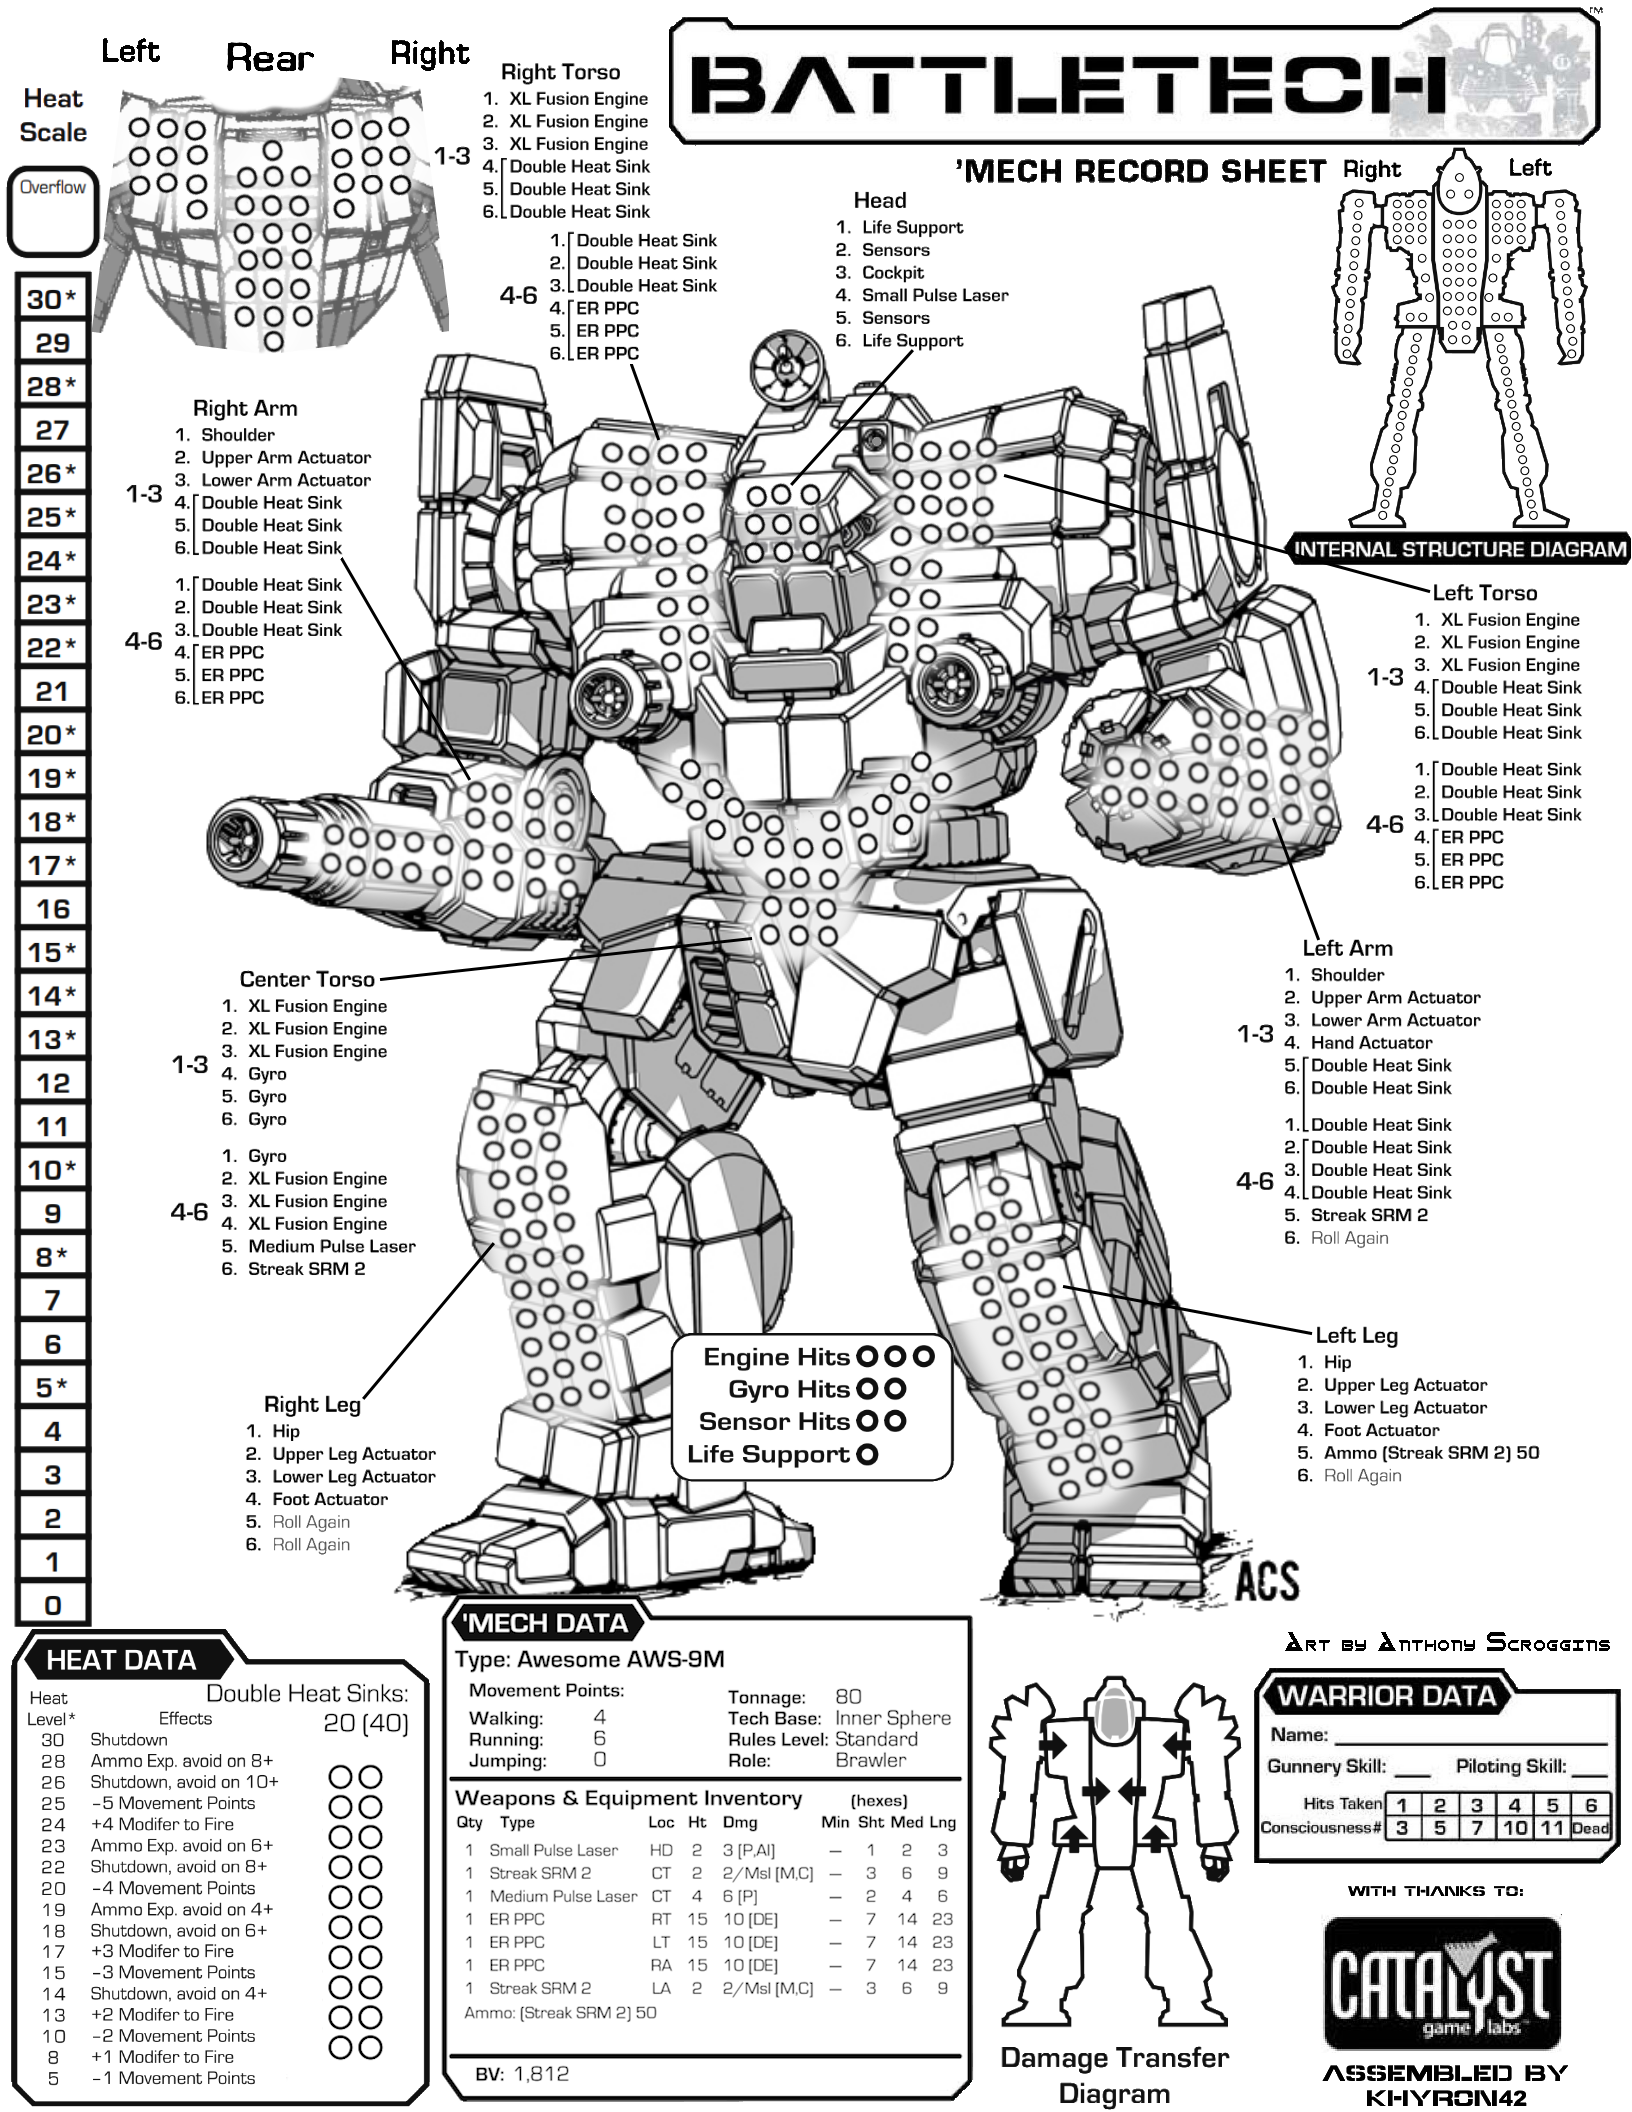 BATTLETECH
TM
'MECH RECORD SHEET
Left Rear Right
Heat
Scale
Overflow
30*
29
28*
27
26*
25*
24*
23*
22*
21
20*
19*
18*
17*
16
15*
14*
13*
12
11
10*
9
8*
7
6
5*
4
3
2
1
0
Right Torso
1. XL Fusion Engine
2. XL Fusion Engine
1-3 3. XL Fusion Engine
4. Double Heat Sink
5. Double Heat Sink
6. Double Heat Sink
1. Double Heat Sink
2. Double Heat Sink
4-6 3. Double Heat Sink
4. ER PPC
5. ER PPC
6. ER PPC
Head
1. Life Support
2. Sensors
3. Cockpit
4. Small Pulse Laser
5. Sensors
6. Life Support
Right Left
INTERNAL STRUCTURE DIAGRAM
Right Arm
1. Shoulder
2. Upper Arm Actuator
1-3 3. Lower Arm Actuator
4. Double Heat Sink
5. Double Heat Sink
6. Double Heat Sink
1. Double Heat Sink
2. Double Heat Sink
4-6 3. Double Heat Sink
4. ER PPC
5. ER PPC
6. ER PPC
Left Torso
1. XL Fusion Engine
2. XL Fusion Engine
1-3 3. XL Fusion Engine
4. Double Heat Sink
5. Double Heat Sink
6. Double Heat Sink
1. Double Heat Sink
2. Double Heat Sink
4-6 3. Double Heat Sink
4. ER PPC
5. ER PPC
6. ER PPC
Center Torso
1. XL Fusion Engine
2. XL Fusion Engine
1-3 3. XL Fusion Engine
4. Gyro
5. Gyro
6. Gyro
1. Gyro
2. XL Fusion Engine
4-6 3. XL Fusion Engine
4. XL Fusion Engine
5. Medium Pulse Laser
6. Streak SRM 2
Left Arm
1. Shoulder
2. Upper Arm Actuator
1-3 3. Lower Arm Actuator
4. Hand Actuator
5. Double Heat Sink
6. Double Heat Sink
1. Double Heat Sink
2. Double Heat Sink
4-6 3. Double Heat Sink
4. Double Heat Sink
5. Streak SRM 2
6. Roll Again
Right Leg
1. Hip
2. Upper Leg Actuator
3. Lower Leg Actuator
4. Foot Actuator
5. Roll Again
6. Roll Again
Engine Hits
Gyro Hits
Sensor Hits
Life Support
Left Leg
1. Hip
2. Upper Leg Actuator
3. Lower Leg Actuator
4. Foot Actuator
5. Ammo (Streak SRM 2) 50
6. Roll Again
ACS
Art by Anthony Scroggins
HEAT DATA
Double Heat Sinks:
20 (40)
Heat
Level* Effects
30 Shutdown
28 Ammo Exp. avoid on 8+
26 Shutdown, avoid on 10+
25 -5 Movement Points
24 +4 Modifer to Fire
23 Ammo Exp. avoid on 6+
22 Shutdown, avoid on 8+
20 -4 Movement Points
19 Ammo Exp. avoid on 4+
18 Shutdown, avoid on 6+
17 +3 Modifer to Fire
15 -3 Movement Points
14 Shutdown, avoid on 4+
13 +2 Modifer to Fire
10 -2 Movement Points
8 +1 Modifer to Fire
5 -1 Movement Points
'MECH DATA
Type: Awesome AWS-9M
Movement Points:
Walking: 4
Running: 6
Jumping: 0
Tonnage: 80
Tech Base: Inner Sphere
Rules Level: Standard
Role: Brawler
Weapons & Equipment Inventory (hexes)
Qty Type Loc Ht Dmg Min Sht Med Lng
1 Small Pulse Laser HD 2 3 [P,AI] — 1 2 3
1 Streak SRM 2 CT 2 2/Msl [M,C] — 3 6 9
1 Medium Pulse Laser CT 4 6 [P] — 2 4 6
1 ER PPC RT 15 10 [DE] — 7 14 23
1 ER PPC LT 15 10 [DE] — 7 14 23
1 ER PPC RA 15 10 [DE] — 7 14 23
1 Streak SRM 2 LA 2 2/Msl [M,C] — 3 6 9
Ammo: (Streak SRM 2) 50
BV: 1,812
Damage Transfer
Diagram
WARRIOR DATA
Name:
Gunnery Skill: Piloting Skill:
Hits Taken 1 2 3 4 5 6
Consciousness# 3 5 7 10 11 Dead
WITH THANKS TO:
CATALYST
game labs
ASSEMBLED BY
KHYRON42